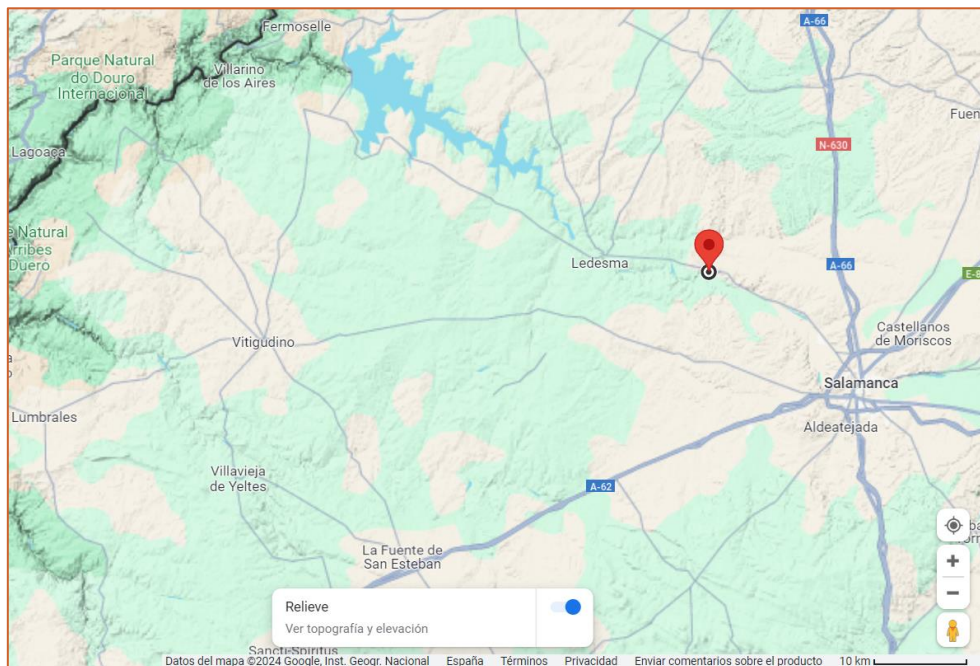 Fermoselle
A-66
Parque Natural
do Douro
Internacional
Villarino
de los Aires
Fuen
Lagoaça
N-630
e Natural
Arribes
Duero
Ledesma
A-66
E-8
Castellanos
de Moriscos
Vitigudino
Salamanca
Lumbrales
Aldeatejada
Villavieja
de Yeltes
A-62
La Fuente de
San Esteban
Relieve
Ver topografía y elevación
Sancti-Spíritus
Datos del mapa ©2024 Google, Inst. Geogr. Nacional España Términos Privacidad Enviar comentarios sobre el producto 10 km